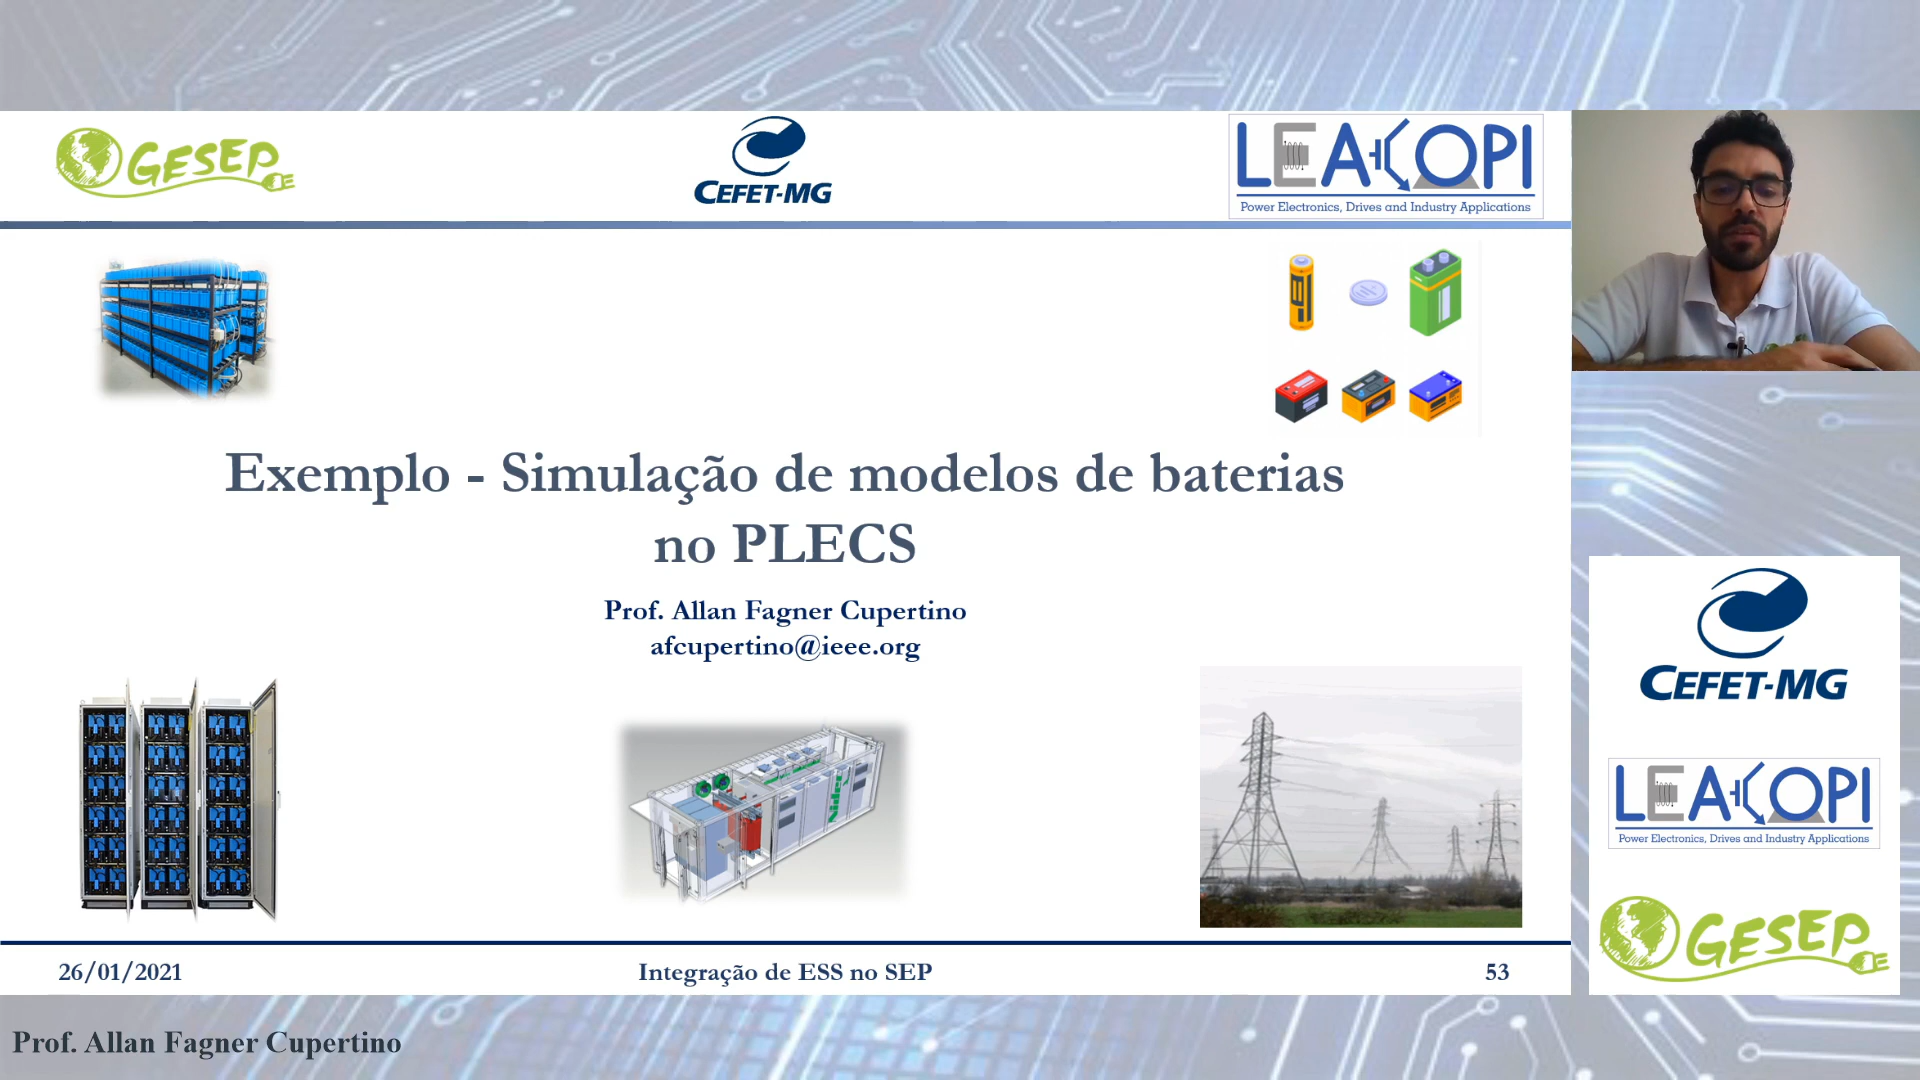 GESEP
CEFET-MG
LEACOPI
Power Electronics, Drives and Industry Applications
Exemplo - Simulação de modelos de baterias
no PLECS
Prof. Allan Fagner Cupertino
afcupertino@ieee.org
26/01/2021
Integração de ESS no SEP
53
CEFET-MG
LEACOPI
Power Electronics, Drives and Industry Applications
GESEP
Prof. Allan Fagner Cupertino